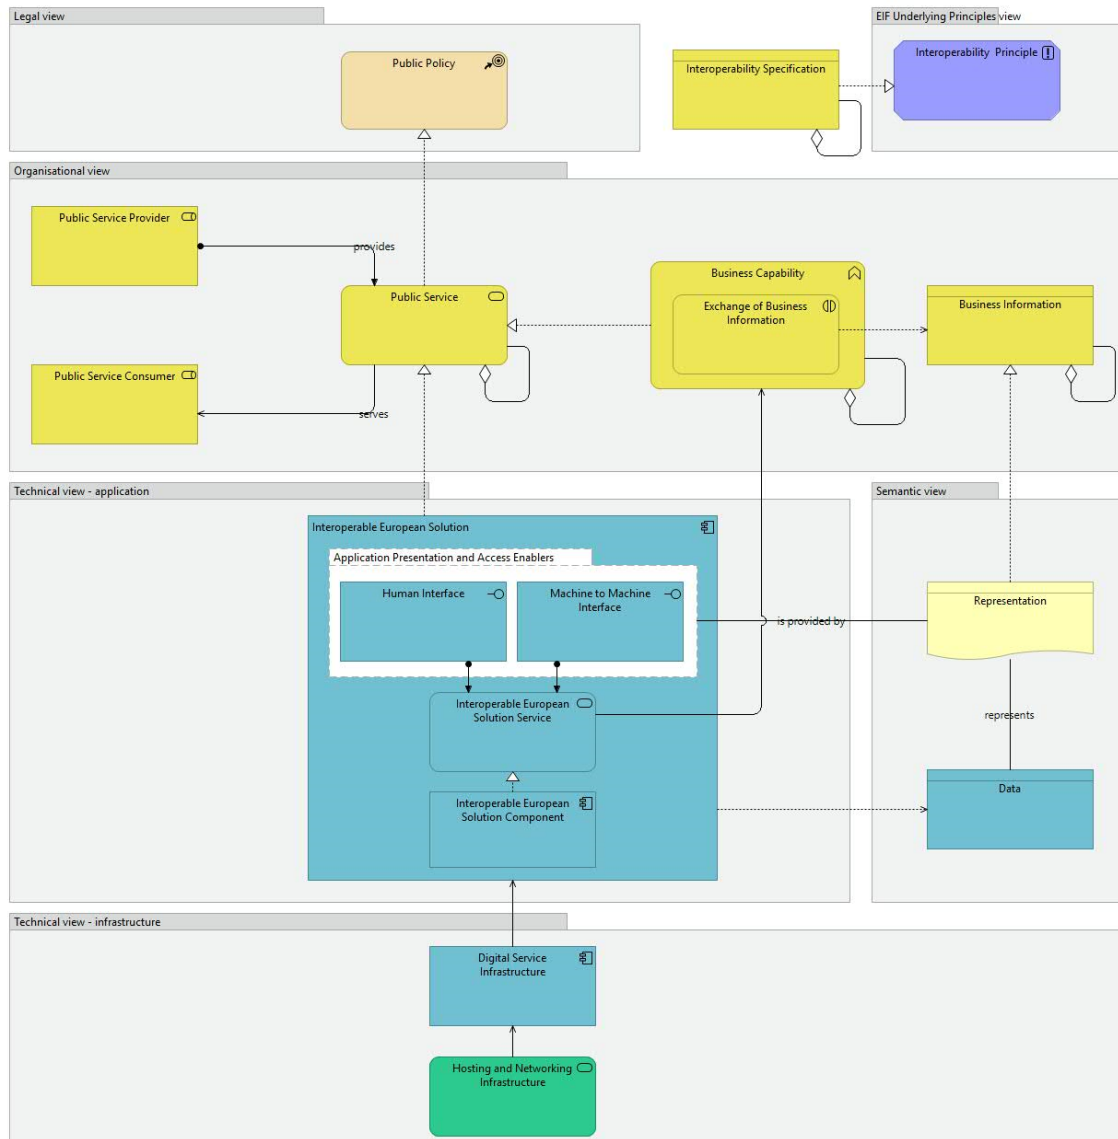 Legal view
EIF Underlying Principles view
Public Policy
Interoperability Specification
Interoperability Principle
Organisational view
Public Service Provider
provides
Public Service
Business Capability
Exchange of Business
Information
Business Information
Public Service Consumer
serves
Technical view - application
Semantic view
Interoperable European Solution
Application Presentation and Access Enablers
Human Interface
Machine to Machine
Interface
Representation
is provided by
Interoperable European
Solution Service
represents
Interoperable European
Solution Component
Data
Technical view - infrastructure
Digital Service
Infrastructure
Hosting and Networking
Infrastructure